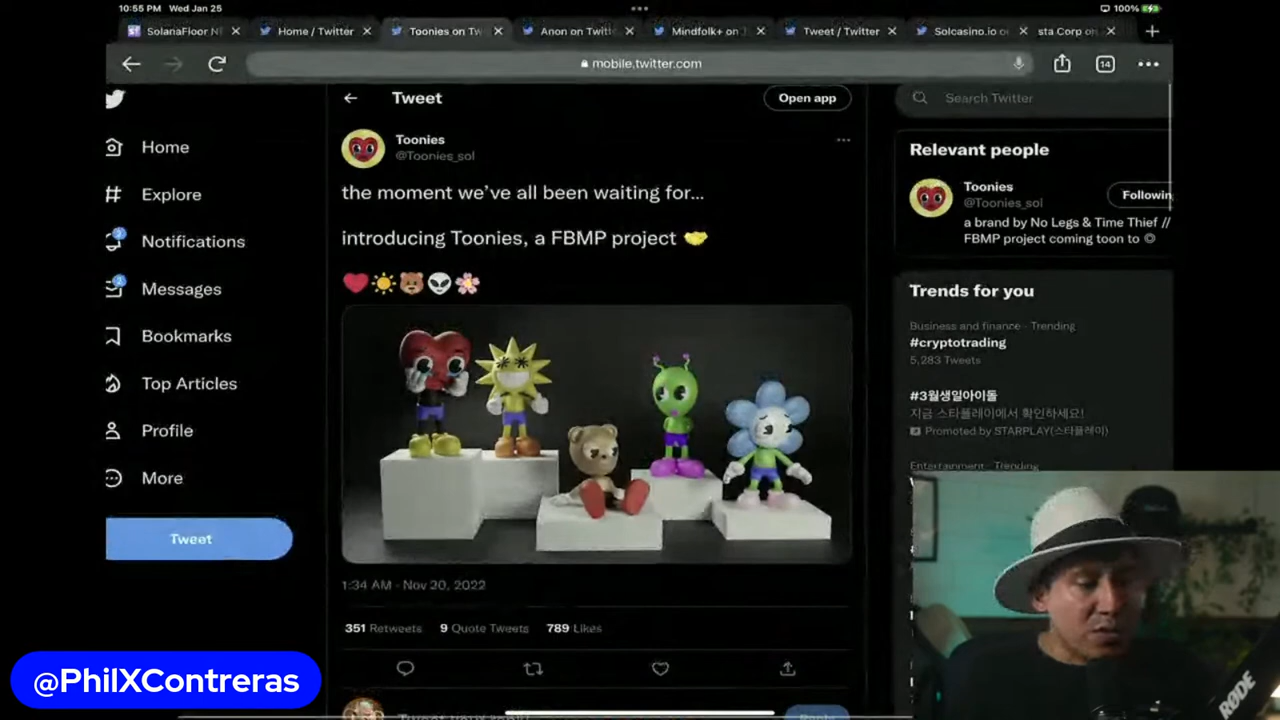 10:55 PM Wed Jan 25
100%
SolanaFloor NF
Home / Twitter
Toonies on Tw
Anon on Twitt
Mindfolk+ on
Tweet / Twitter
Solcasino.io o
sta Corp on
mobile.twitter.com
14
Tweet
Open app
Search Twitter
Home
Explore
2
Notifications
2
Messages
Bookmarks
Top Articles
Profile
More
Tweet
Toonies
@Toonies_sol
the moment we've all been waiting for...
introducing Toonies, a FBMP project
1:34 AM · Nov 20, 2022
351 Retweets 9 Quote Tweets 789 Likes
Relevant people
Toonies
@Toonies_sol
Followin
a brand by No Legs & Time Thief //
FBMP project coming toon to
Trends for you
Business and finance · Trending
#cryptotrading
5,283 Tweets
#3월생일아이돌
지금 스타플레이에서 확인하세요!
Promoted by STARPLAY(스타플레이)
Entertainment · Trending
@PhilXContreras
RØDE